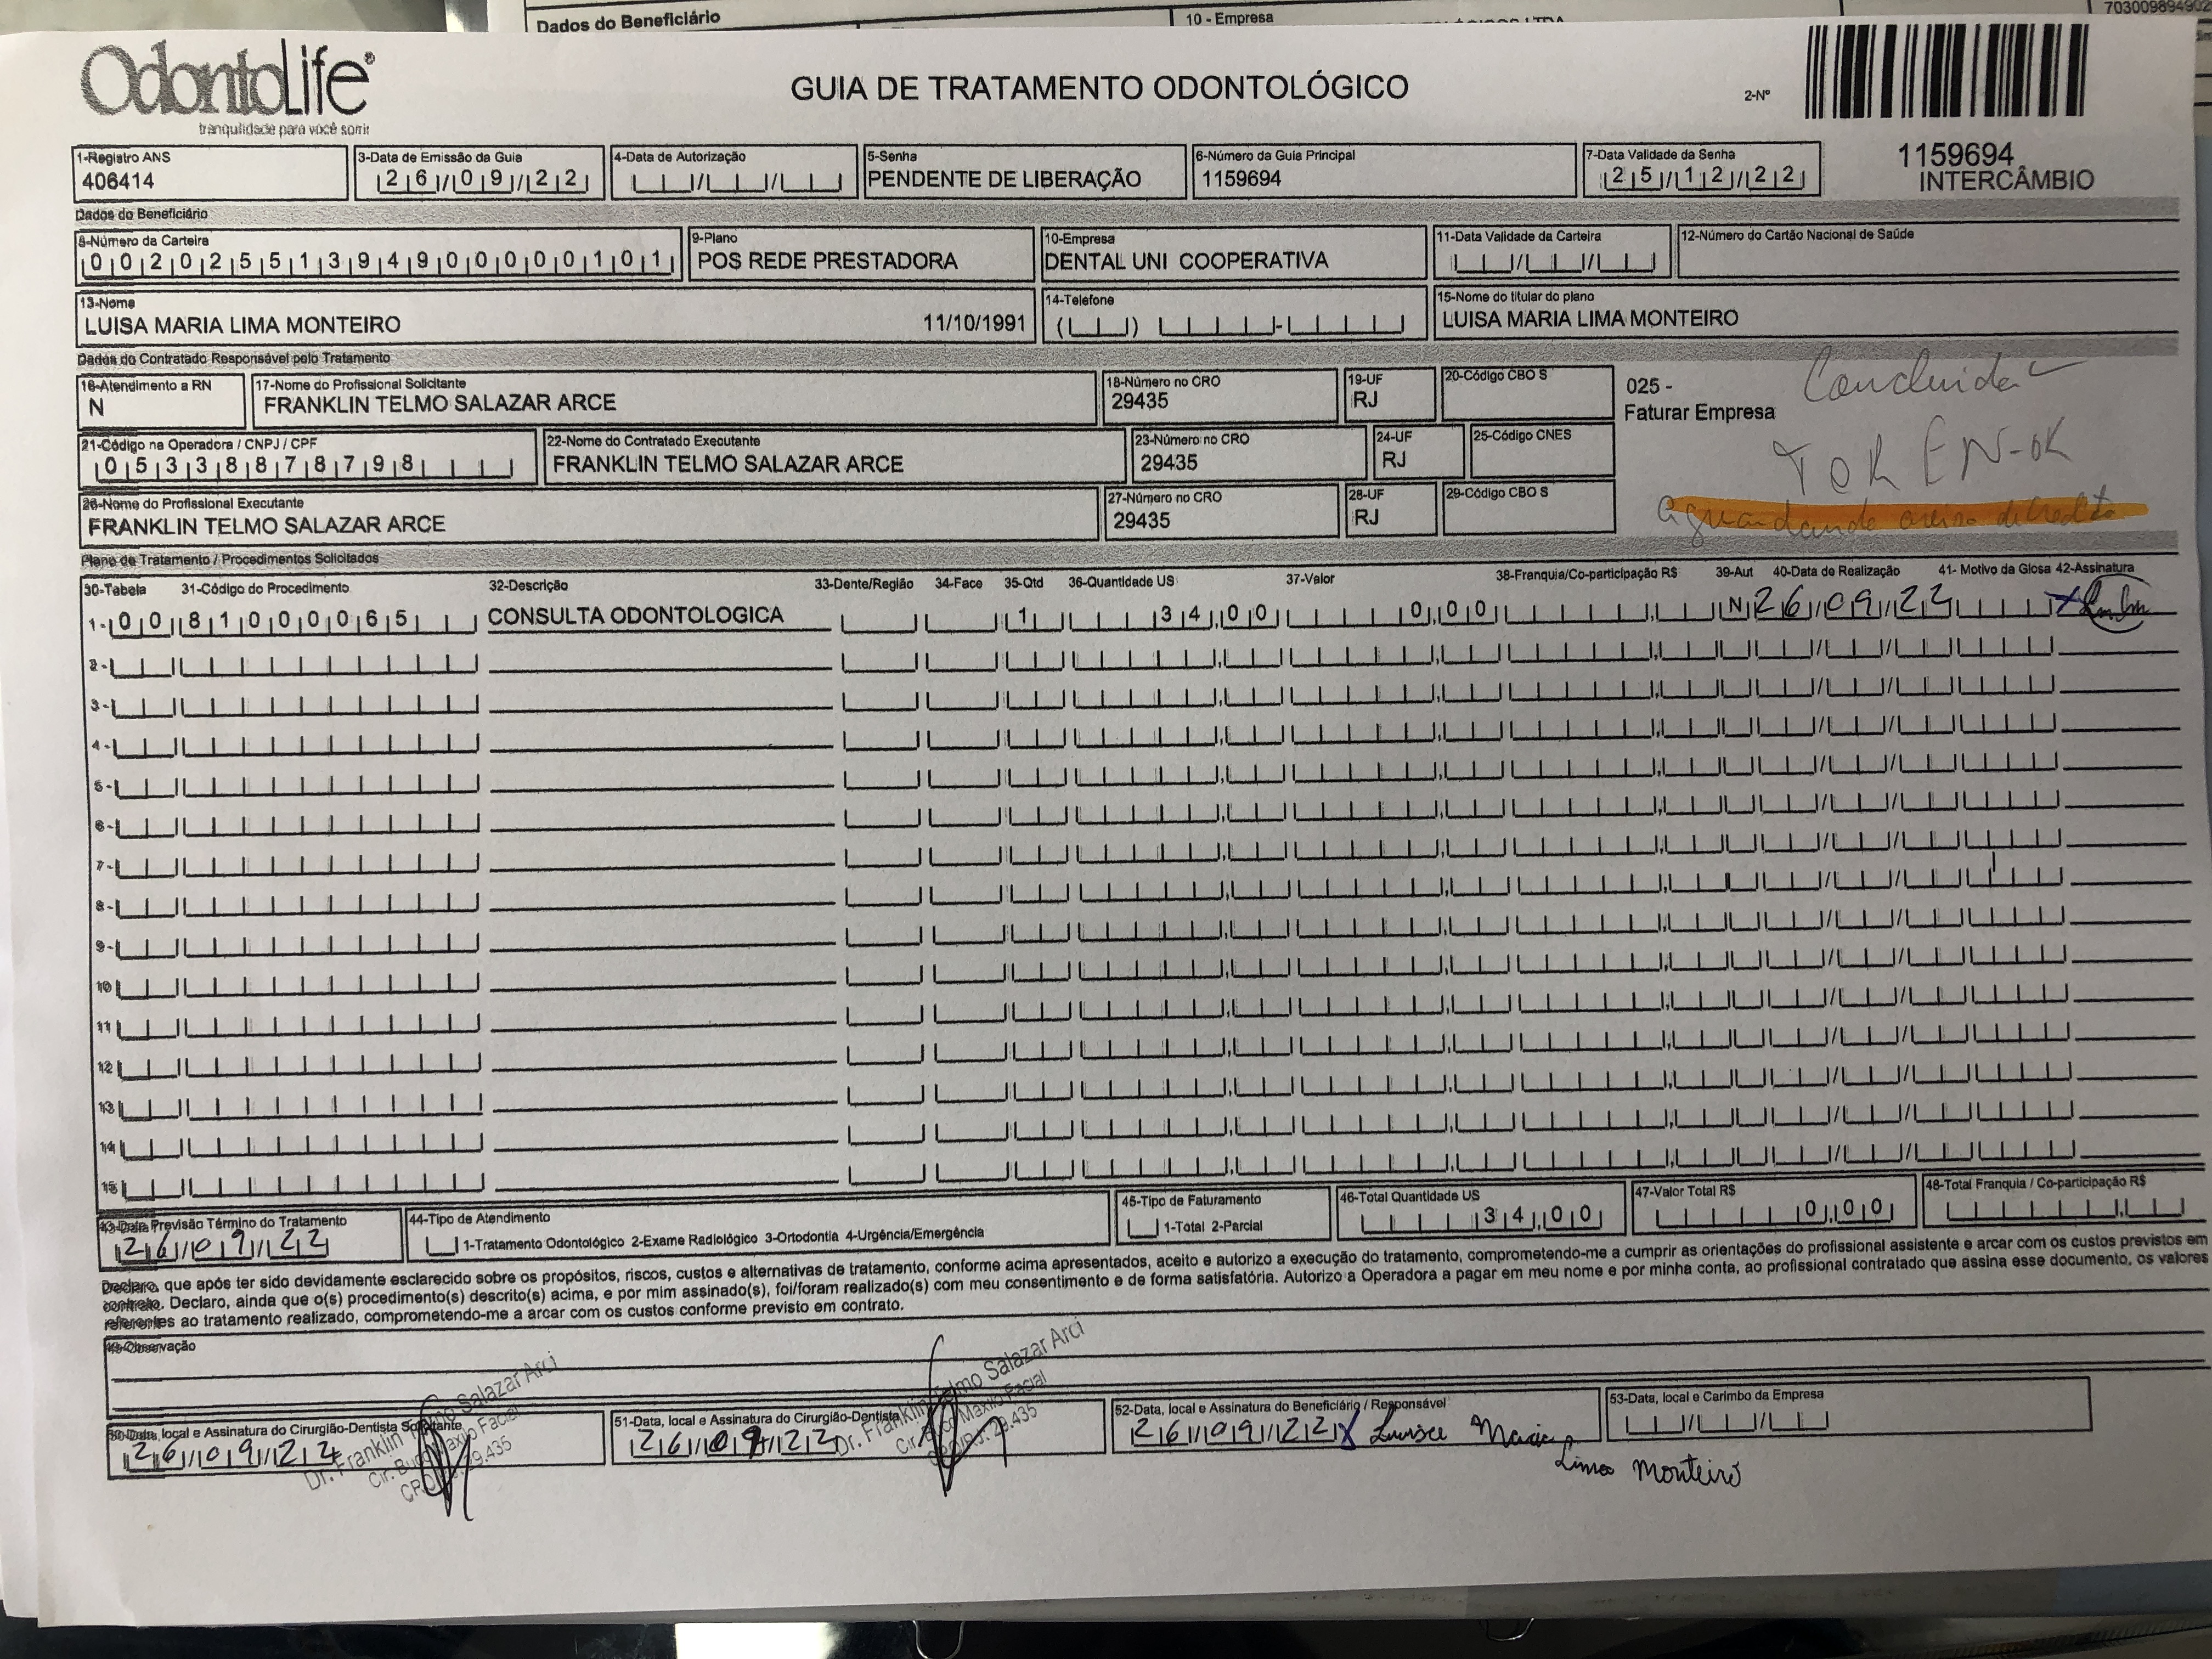 Dados do Beneficiário
10 - Empresa
OdontoLife®
tranquilidade para você sorrir
GUIA DE TRATAMENTO ODONTOLÓGICO
2-Nº
1159694
INTERCÂMBIO
1-Registro ANS
406414
3-Data de Emissão da Guia
26/09/22
4-Data de Autorização
5-Senha
PENDENTE DE LIBERAÇÃO
6-Número da Guia Principal
1159694
7-Data Validade da Senha
25/12/22
Dados do Beneficiário
8-Número da Carteira
00202551394900000101
9-Plano
POS REDE PRESTADORA
10-Empresa
DENTAL UNI COOPERATIVA
11-Data Validade da Carteira
12-Número do Cartão Nacional de Saúde
13-Nome
LUISA MARIA LIMA MONTEIRO 11/10/1991
14-Telefone
15-Nome do titular do plano
LUISA MARIA LIMA MONTEIRO
Dados do Contratado Responsável pelo Tratamento
16-Atendimento a RN
N
17-Nome do Profissional Solicitante
FRANKLIN TELMO SALAZAR ARCE
18-Número no CRO
29435
19-UF
RJ
20-Código CBO S
025 -
Faturar Empresa
Concluida
TOKEN-OK
aguardando
21-Código na Operadora / CNPJ / CPF
05338878798
22-Nome do Contratado Executante
FRANKLIN TELMO SALAZAR ARCE
23-Número no CRO
29435
24-UF
RJ
25-Código CNES
26-Nome do Profissional Executante
FRANKLIN TELMO SALAZAR ARCE
27-Número no CRO
29435
28-UF
RJ
29-Código CBO S
Plano de Tratamento / Procedimentos Solicitados
30-Tabela 31-Código do Procedimento 32-Descrição 33-Dente/Região 34-Face 35-Qtd 36-Quantidade US 37-Valor 38-Franquia/Co-participação R$ 39-Aut 40-Data de Realização 41- Motivo da Glosa 42-Assinatura
1- 00 81000065 CONSULTA ODONTOLOGICA 1 34,00 0,00 N 26/09/22
2-
3-
4-
5-
6-
7-
8-
9-
10
11
12
13
14
15
43-Data Previsão Término do Tratamento
26/09/22
44-Tipo de Atendimento
1-Tratamento Odontológico 2-Exame Radiológico 3-Ortodontia 4-Urgência/Emergência
45-Tipo de Faturamento
1-Total 2-Parcial
46-Total Quantidade US
34,00
47-Valor Total R$
0,00
48-Total Franquia / Co-participação R$
Declaro, que após ter sido devidamente esclarecido sobre os propósitos, riscos, custos e alternativas de tratamento, conforme acima apresentados, aceito e autorizo a execução do tratamento, comprometendo-me a cumprir as orientações do profissional assistente e arcar com os custos previstos em
contrato. Declaro, ainda que o(s) procedimento(s) descrito(s) acima, e por mim assinado(s), foi/foram realizado(s) com meu consentimento e de forma satisfatória. Autorizo a Operadora a pagar em meu nome e por minha conta, ao profissional contratado que assina esse documento, os valores
referentes ao tratamento realizado, comprometendo-me a arcar com os custos conforme previsto em contrato.
49-Observação
50-Data, local e Assinatura do Cirurgião-Dentista Solicitante
26/09/22
51-Data, local e Assinatura do Cirurgião-Dentista
26/09/22
Dr. Franklin Telmo Salazar Arci
Cir. Buco Maxilo Facial
CRO/RJ. 29.435
52-Data, local e Assinatura do Beneficiário / Responsável
26/09/22 X Luisa Maria
Lima Monteiro
53-Data, local e Carimbo da Empresa